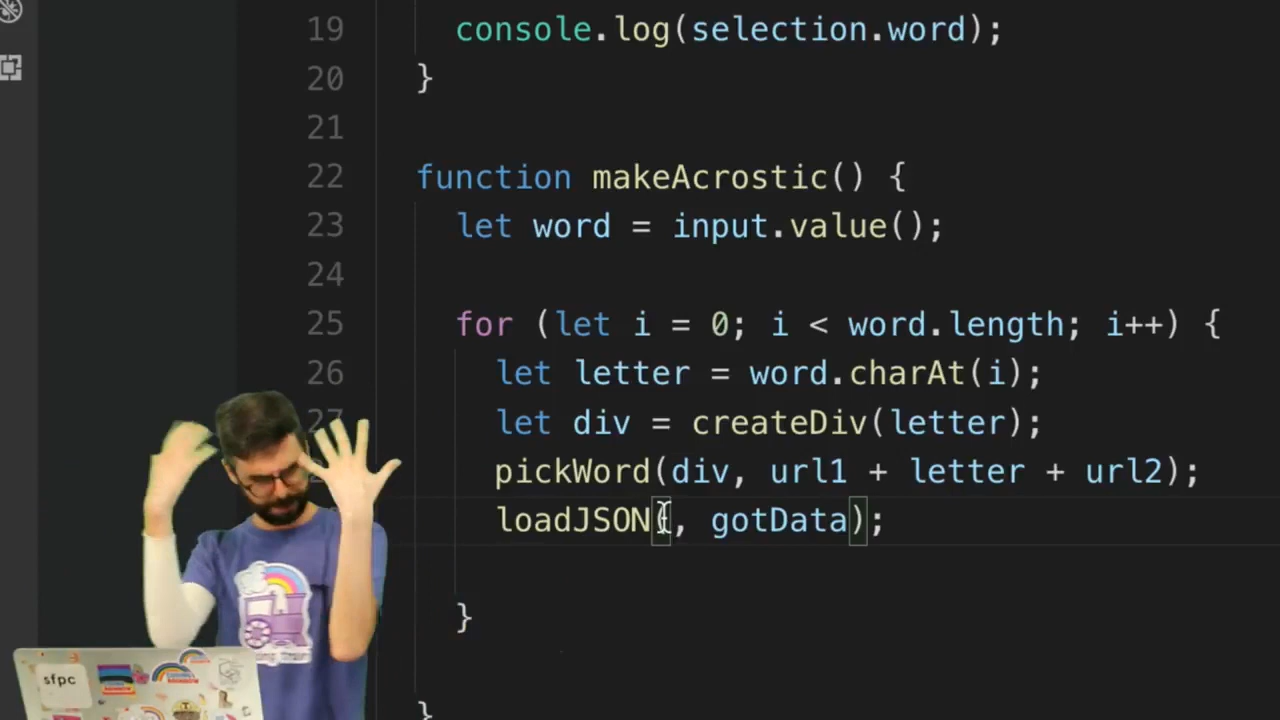 19 console.log(selection.word);
20 }
21
22 function makeAcrostic() {
23 let word = input.value();
24
25 for (let i = 0; i < word.length; i++) {
26 let letter = word.charAt(i);
27 let div = createDiv(letter);
pickWord(div, url1 + letter + url2);
loadJSON(, gotData);
}
}
sfpc